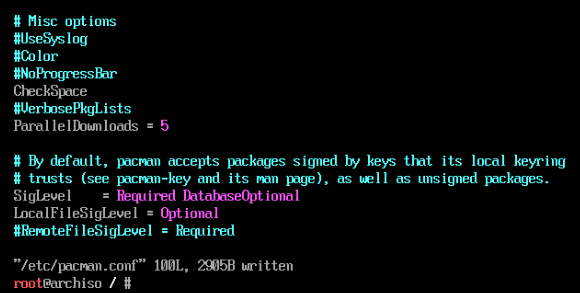 # Misc options
#UseSyslog
#Color
#NoProgressBar
CheckSpace
#VerbosePkgLists
ParallelDownloads = 5
# By default, pacman accepts packages signed by keys that its local keyring
# trusts (see pacman-key and its man page), as well as unsigned packages.
SigLevel    = Required DatabaseOptional
LocalFileSigLevel = Optional
#RemoteFileSigLevel = Required
"/etc/pacman.conf" 100L, 2905B written
root@archiso / #